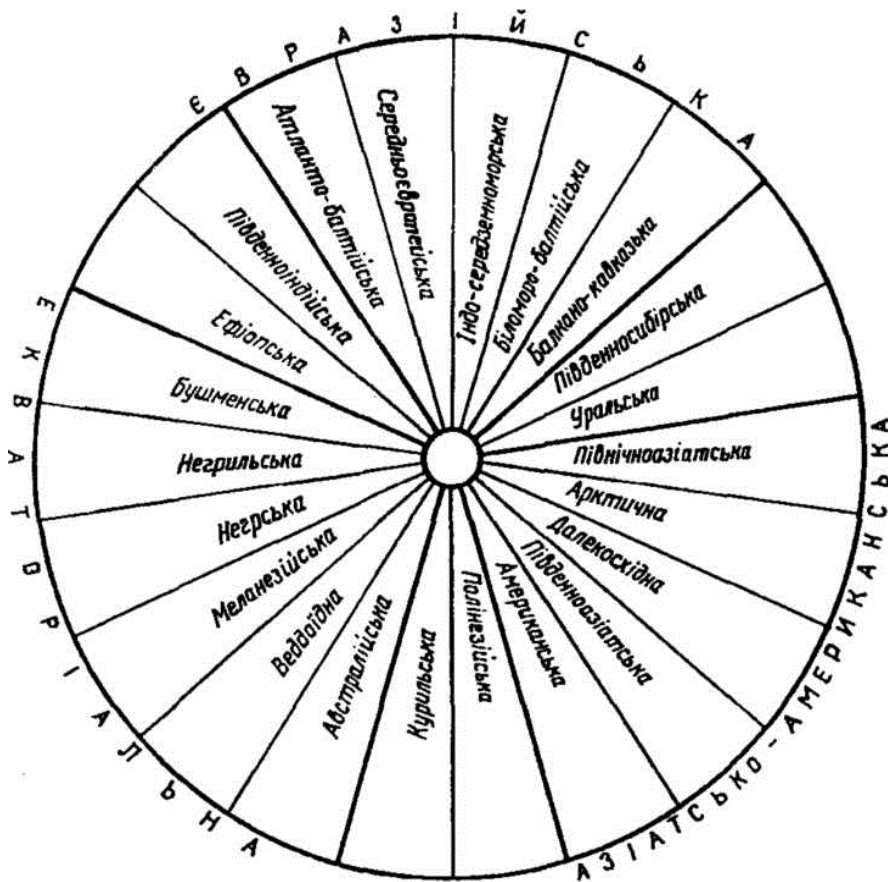 ЄВРАЗІЙСЬКА
Атланто-балтійська
Середньоєвропейська
Індо-середземноморська
Біломоро-балтійська
Балкано-кавказька
Південносибірська
Уральська
АЗІАТСЬКО-АМЕРИКАНСЬКА
Північноазіатська
Арктична
Далекосхідна
Південноазіатська
Американська
Полінезійська
Курильська
ЕКВАТОРІАЛЬНА
Австралійська
Веддоїдна
Меланезійська
Негрська
Негрильська
Бушменська
Ефіопська
Південноіндійська